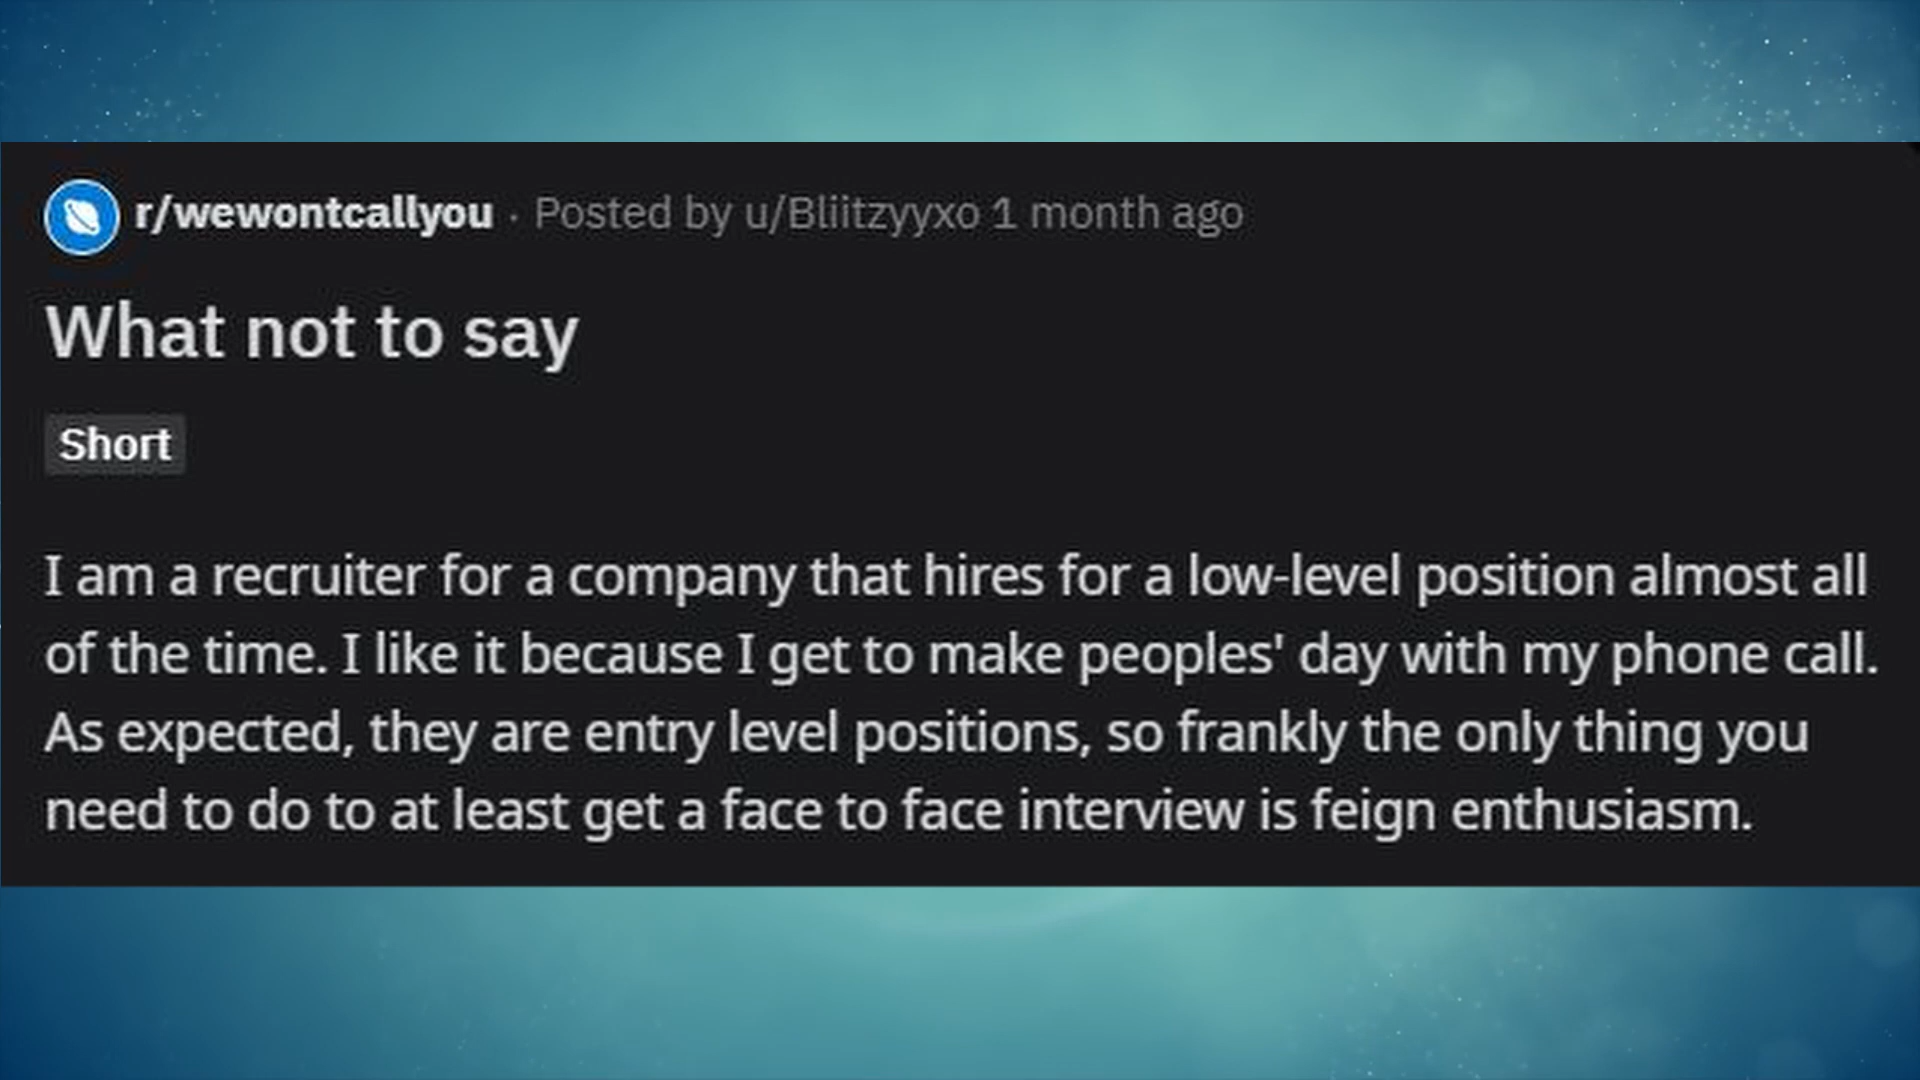 r/wewontcallyou · Posted by u/Bliitzyyxo 1 month ago
What not to say
Short
I am a recruiter for a company that hires for a low-level position almost all
of the time. I like it because I get to make peoples' day with my phone call.
As expected, they are entry level positions, so frankly the only thing you
need to do to at least get a face to face interview is feign enthusiasm.